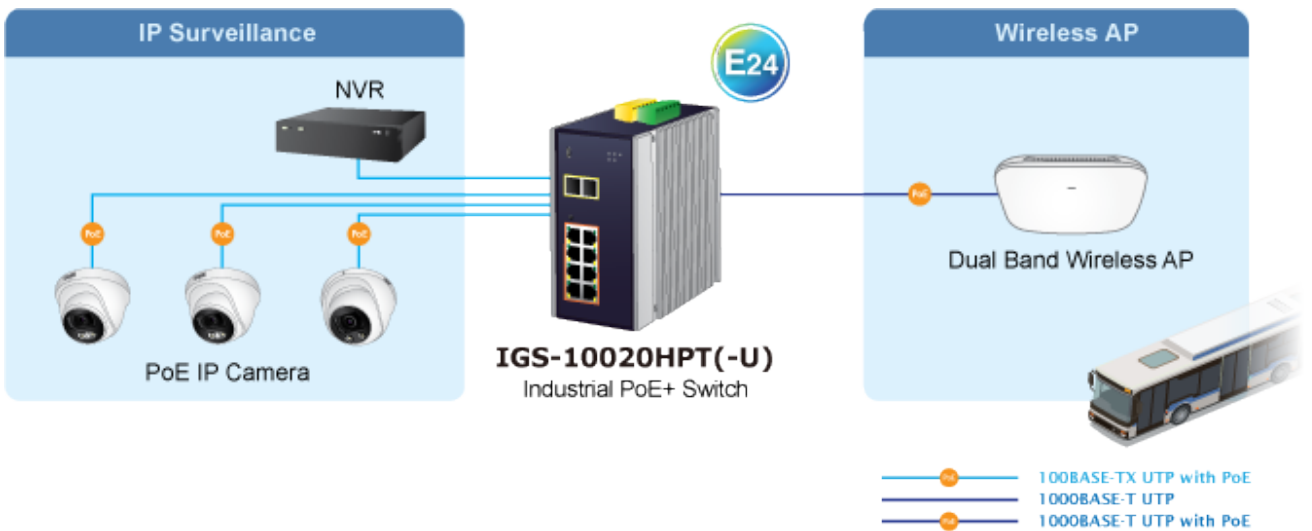 IP Surveillance
NVR
PoE
PoE
PoE
PoE IP Camera
E24
IGS-10020HPT(-U)
Industrial PoE+ Switch
Wireless AP
PoE
Dual Band Wireless AP
PoE 100BASE-TX UTP with PoE
1000BASE-T UTP
PoE 1000BASE-T UTP with PoE